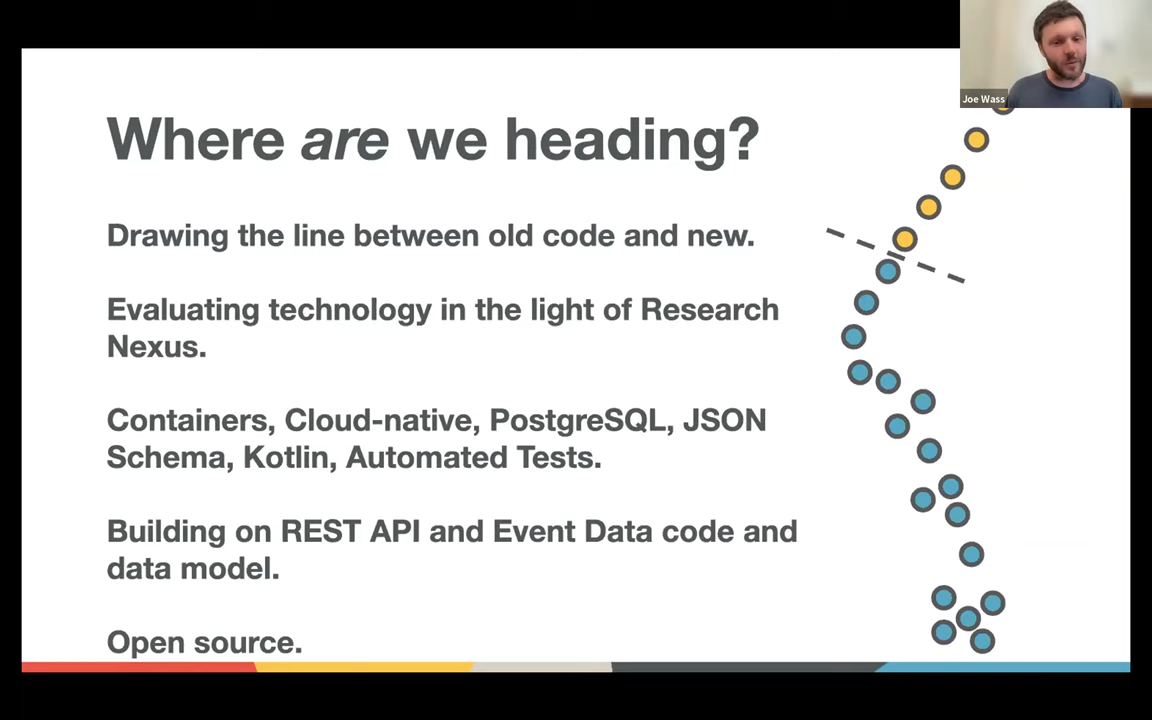 Joe Wass
Where are we heading?
Drawing the line between old code and new.
Evaluating technology in the light of Research
Nexus.
Containers, Cloud-native, PostgreSQL, JSON
Schema, Kotlin, Automated Tests.
Building on REST API and Event Data code and
data model.
Open source.